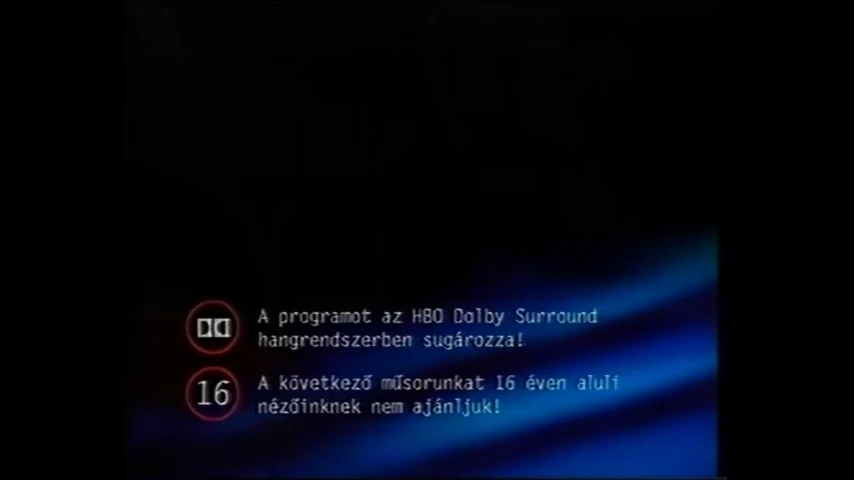 A programot az HBO Dolby Surround
hangrendszerben sugározza!
16
A következő műsorunkat 16 éven aluli
nézőinknek nem ajánljuk!